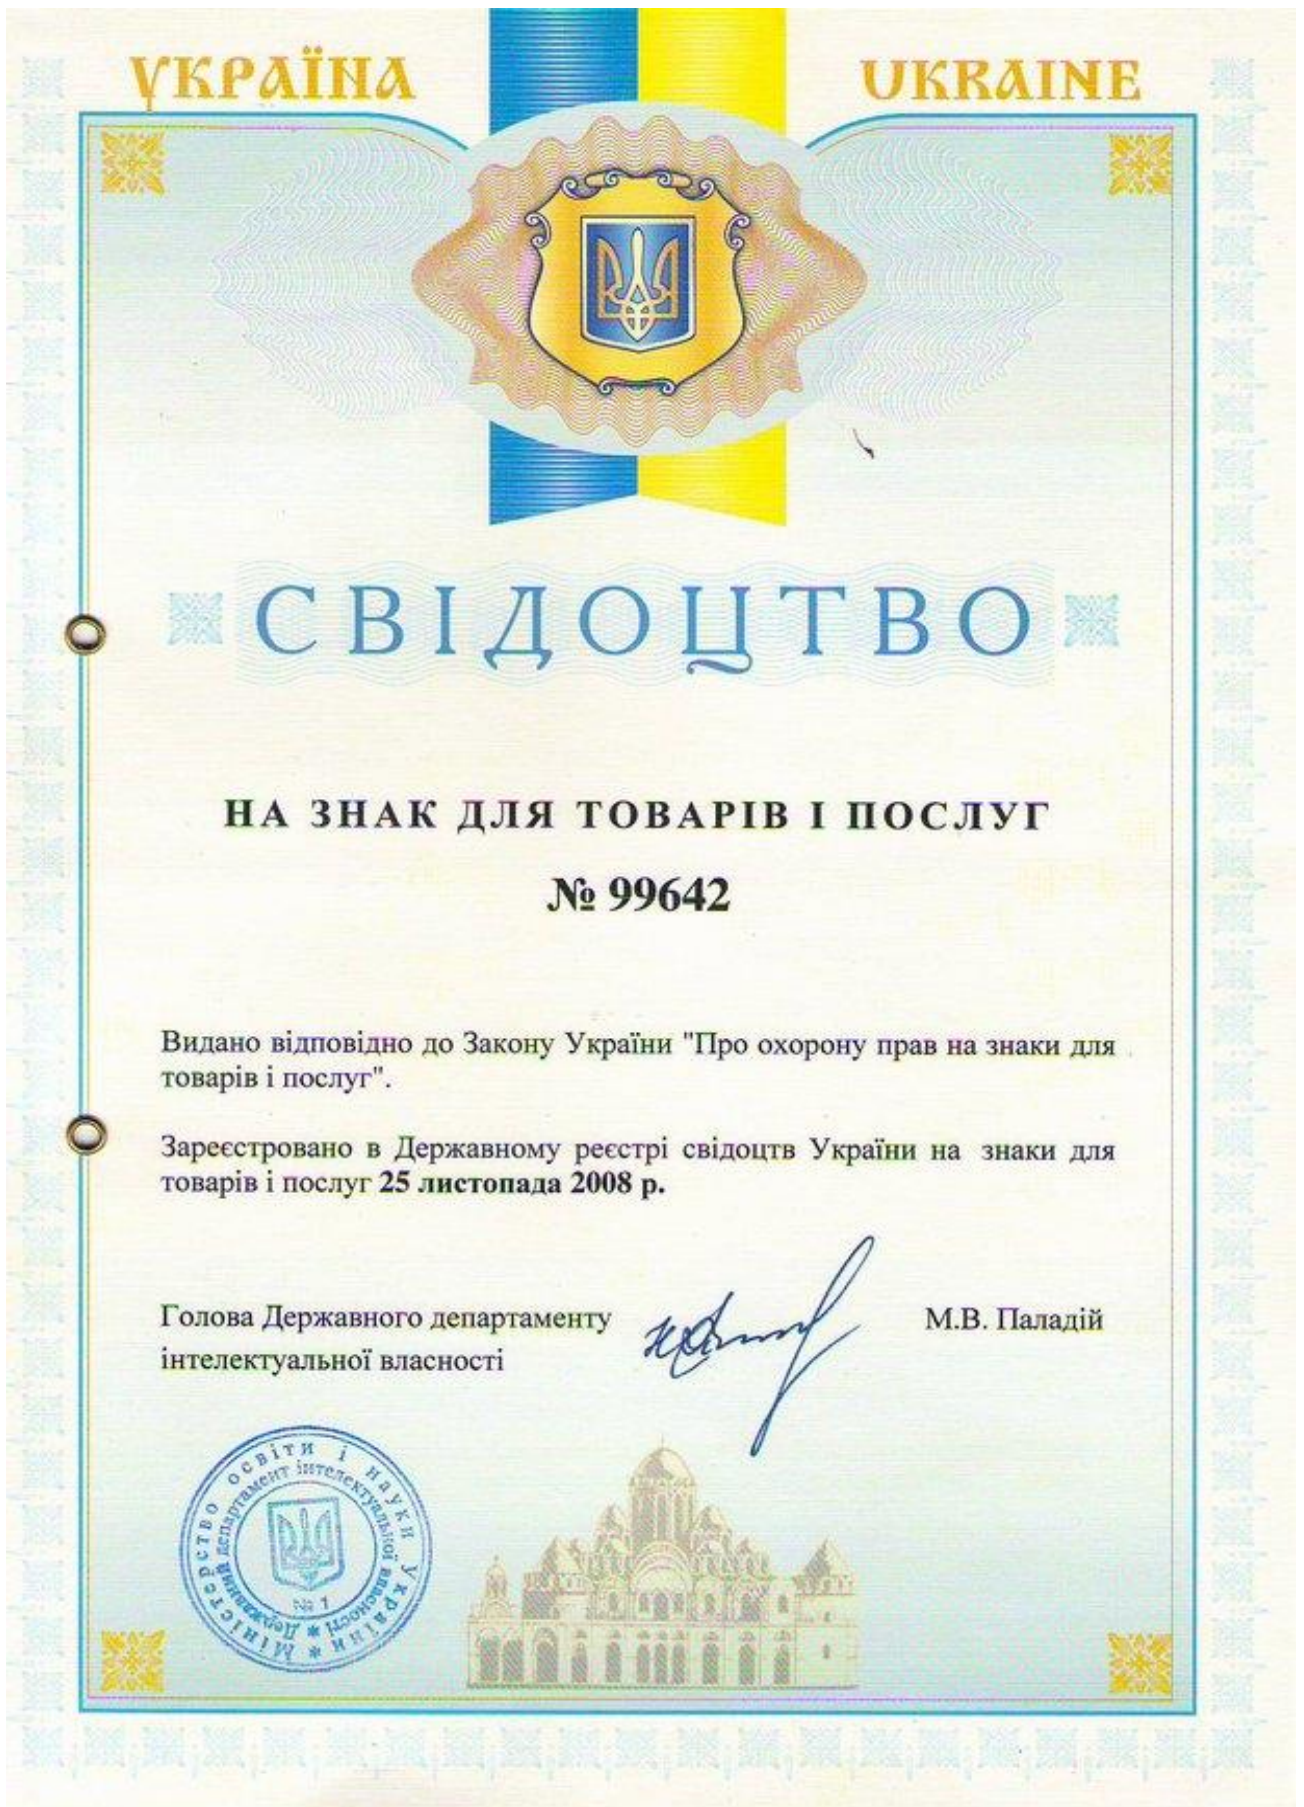 УКРАЇНА
UKRAINE
СВІДОЦТВО
НА ЗНАК ДЛЯ ТОВАРІВ І ПОСЛУГ
№ 99642
Видано відповідно до Закону України "Про охорону прав на знаки для
товарів і послуг".
Зареєстровано в Державному реєстрі свідоцтв України на знаки для
товарів і послуг 25 листопада 2008 р.
Голова Державного департаменту
інтелектуальної власності
М.В. Паладій
Міністерство освіти і науки України *
Державний департамент інтелектуальної власності *
№ 1